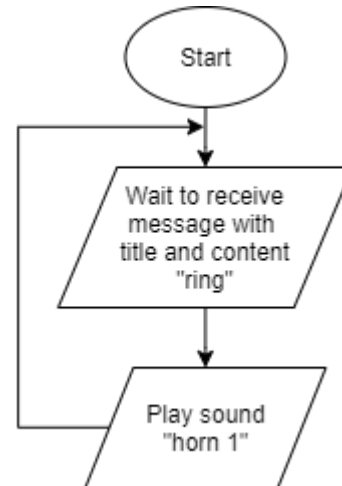 Start
Wait to receive
message with
title and content
"ring"
Play sound
"horn 1"